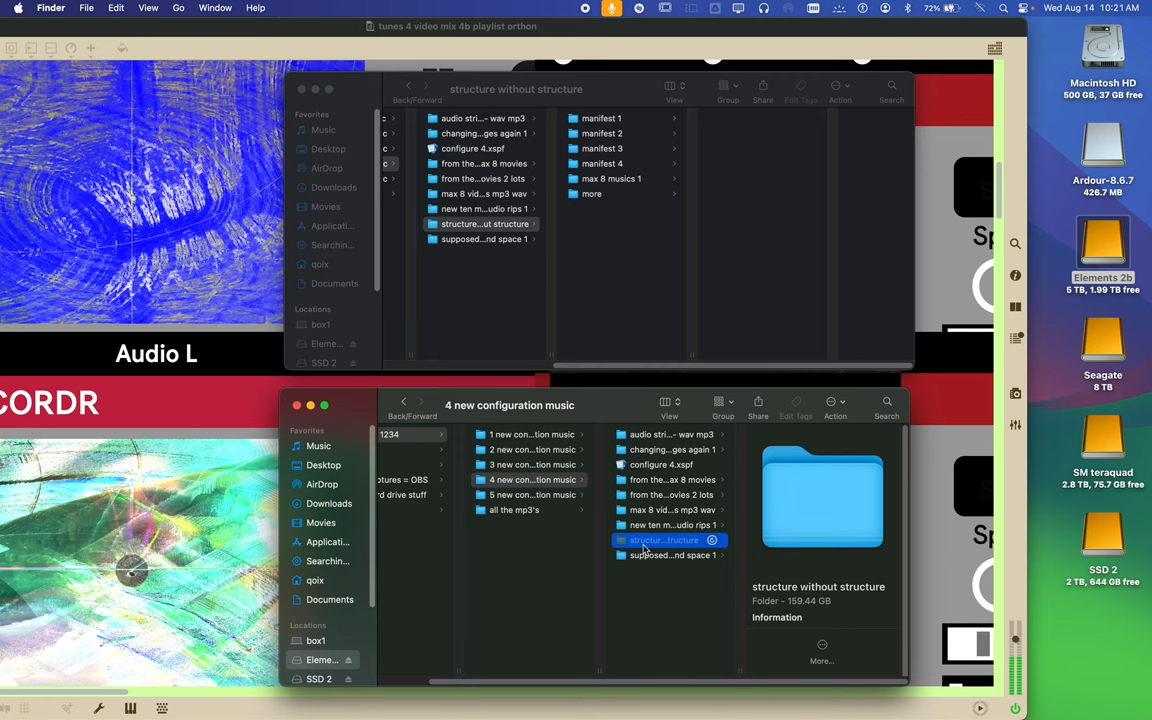 Finder File Edit View Go Window Help
72% Wed Aug 14 10:21 AM
tunes 4 video mix 4b playlist orthon
structure without structure
Back/Forward View Group Share Edit Tags Action Search
Favorites
Music
Desktop
AirDrop
Downloads
Movies
Applicati...
Searchin...
qoix
Documents
Locations
box1
Eleme...
SSD 2
c
c
c
c
c
audio stri...- wav mp3
changing...ges again 1
configure 4.xspf
from the...ax 8 movies
from the...ovies 2 lots
max 8 vid...s mp3 wav
new ten m...udio rips 1
structure...ut structure
supposed...nd space 1
manifest 1
manifest 2
manifest 3
manifest 4
max 8 musics 1
more
Audio L
CORDR
Sp
Sp
4 new configuration music
Back/Forward View Group Share Edit Tags Action Search
Favorites
Music
Desktop
AirDrop
Downloads
Movies
Applicati...
Searchin...
qoix
Documents
Locations
box1
Eleme...
SSD 2
1234
ptures = OBS
rd drive stuff
1 new con...tion music
2 new con...tion music
3 new con...tion music
4 new con...tion music
5 new con...tion music
all the mp3's
audio stri...- wav mp3
changing...ges again 1
configure 4.xspf
from the...ax 8 movies
from the...ovies 2 lots
max 8 vid...s mp3 wav
new ten m...udio rips 1
structur...tructure
supposed...nd space 1
structure without structure
Folder - 159.44 GB
Information
More...
Macintosh HD
500 GB, 37 GB free
Ardour-8.6.7
426.7 MB
Elements 2b
5 TB, 1.99 TB free
Seagate
8 TB
SM teraquad
2.8 TB, 75.7 GB free
SSD 2
2 TB, 644 GB free